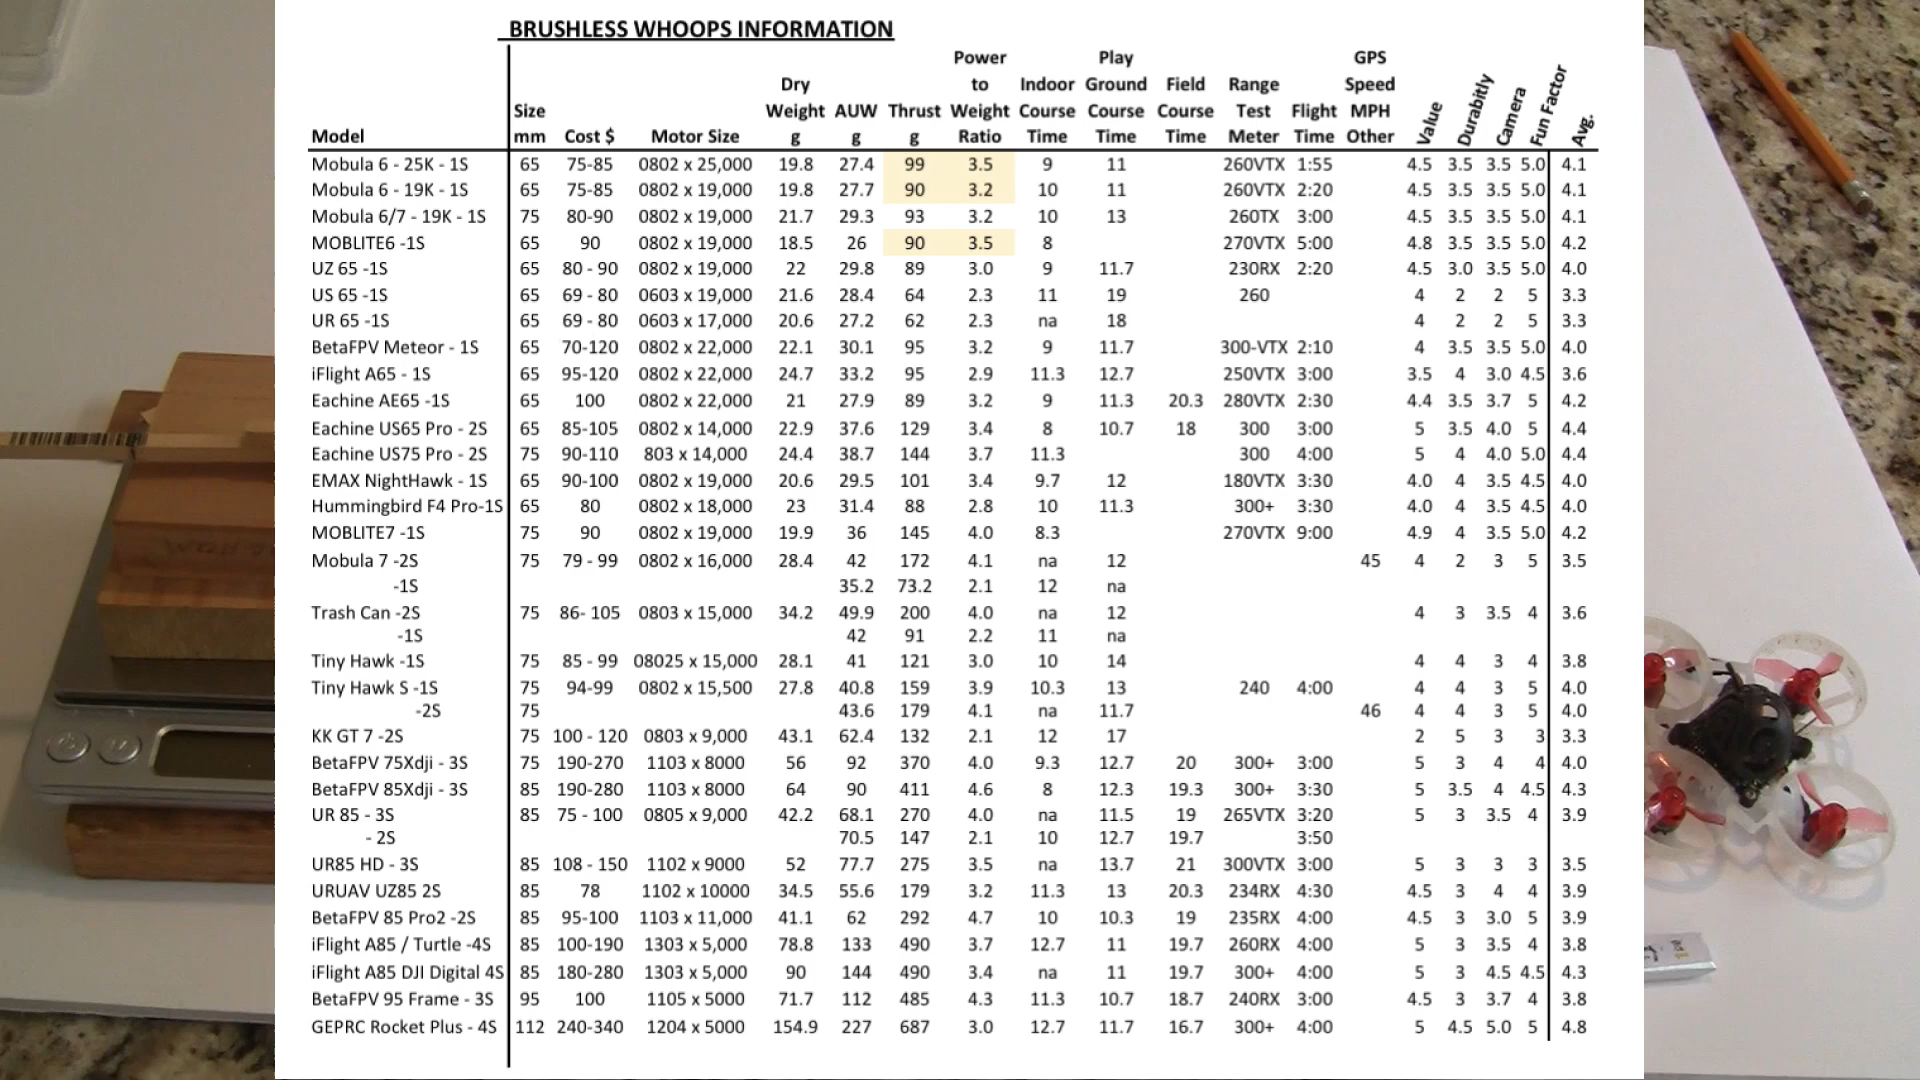 BRUSHLESS WHOOPS INFORMATION
Power Play GPS
Dry to Indoor Ground Field Range Speed
Size Weight AUW Thrust Weight Course Course Course Test Flight MPH
Model mm Cost $ Motor Size g g g Ratio Time Time Time Meter Time Other Value Durabitly Camera Fun Factor Avg.
Mobula 6 - 25K - 1S 65 75-85 0802 x 25,000 19.8 27.4 99 3.5 9 11 260VTX 1:55 4.5 3.5 3.5 5.0 4.1
Mobula 6 - 19K - 1S 65 75-85 0802 x 19,000 19.8 27.7 90 3.2 10 11 260VTX 2:20 4.5 3.5 3.5 5.0 4.1
Mobula 6/7 - 19K - 1S 75 80-90 0802 x 19,000 21.7 29.3 93 3.2 10 13 260TX 3:00 4.5 3.5 3.5 5.0 4.1
MOBLITE6 -1S 65 90 0802 x 19,000 18.5 26 90 3.5 8 270VTX 5:00 4.8 3.5 3.5 5.0 4.2
UZ 65 -1S 65 80 - 90 0802 x 19,000 22 29.8 89 3.0 9 11.7 230RX 2:20 4.5 3.0 3.5 5.0 4.0
US 65 -1S 65 69 - 80 0603 x 19,000 21.6 28.4 64 2.3 11 19 260 4 2 2 5 3.3
UR 65 -1S 65 69 - 80 0603 x 17,000 20.6 27.2 62 2.3 na 18 4 2 2 5 3.3
BetaFPV Meteor - 1S 65 70-120 0802 x 22,000 22.1 30.1 95 3.2 9 11.7 300-VTX 2:10 4 3.5 3.5 5.0 4.0
iFlight A65 - 1S 65 95-120 0802 x 22,000 24.7 33.2 95 2.9 11.3 12.7 250VTX 3:00 3.5 4 3.0 4.5 3.6
Eachine AE65 -1S 65 100 0802 x 22,000 21 27.9 89 3.2 9 11.3 20.3 280VTX 2:30 4.4 3.5 3.7 5 4.2
Eachine US65 Pro - 2S 65 85-105 0802 x 14,000 22.9 37.6 129 3.4 8 10.7 18 300 3:00 5 3.5 4.0 5 4.4
Eachine US75 Pro - 2S 75 90-110 803 x 14,000 24.4 38.7 144 3.7 11.3 300 4:00 5 4 4.0 5.0 4.4
EMAX NightHawk - 1S 65 90-100 0802 x 19,000 20.6 29.5 101 3.4 9.7 12 180VTX 3:30 4.0 4 3.5 4.5 4.0
Hummingbird F4 Pro-1S 65 80 0802 x 18,000 23 31.4 88 2.8 10 11.3 300+ 3:30 4.0 4 3.5 4.5 4.0
MOBLITE7 -1S 75 90 0802 x 19,000 19.9 36 145 4.0 8.3 270VTX 9:00 4.9 4 3.5 5.0 4.2
Mobula 7 -2S 75 79 - 99 0802 x 16,000 28.4 42 172 4.1 na 12 45 4 2 3 5 3.5
-1S 35.2 73.2 2.1 12 na
Trash Can -2S 75 86- 105 0803 x 15,000 34.2 49.9 200 4.0 na 12 4 3 3.5 4 3.6
-1S 42 91 2.2 11 na
Tiny Hawk -1S 75 85 - 99 08025 x 15,000 28.1 41 121 3.0 10 14 4 4 3 4 3.8
Tiny Hawk S -1S 75 94-99 0802 x 15,500 27.8 40.8 159 3.9 10.3 13 240 4:00 4 4 3 5 4.0
-2S 75 43.6 179 4.1 na 11.7 46 4 4 3 5 4.0
KK GT 7 -2S 75 100 - 120 0803 x 9,000 43.1 62.4 132 2.1 12 17 2 5 3 3 3.3
BetaFPV 75Xdji - 3S 75 190-270 1103 x 8000 56 92 370 4.0 9.3 12.7 20 300+ 3:00 5 3 4 4 4.0
BetaFPV 85Xdji - 3S 85 190-280 1103 x 8000 64 90 411 4.6 8 12.3 19.3 300+ 3:30 5 3.5 4 4.5 4.3
UR 85 - 3S 85 75 - 100 0805 x 9,000 42.2 68.1 270 4.0 na 11.5 19 265VTX 3:20 5 3 3.5 4 3.9
- 2S 70.5 147 2.1 10 12.7 19.7 3:50
UR85 HD - 3S 85 108 - 150 1102 x 9000 52 77.7 275 3.5 na 13.7 21 300VTX 3:00 5 3 3 3 3.5
URUAV UZ85 2S 85 78 1102 x 10000 34.5 55.6 179 3.2 11.3 13 20.3 234RX 4:30 4.5 3 4 4 3.9
BetaFPV 85 Pro2 -2S 85 95-100 1103 x 11,000 41.1 62 292 4.7 10 10.3 19 235RX 4:00 4.5 3 3.0 5 3.9
iFlight A85 / Turtle -4S 85 100-190 1303 x 5,000 78.8 133 490 3.7 12.7 11 19.7 260RX 4:00 5 3 3.5 4 3.8
iFlight A85 DJI Digital 4S 85 180-280 1303 x 5,000 90 144 490 3.4 na 11 19.7 300+ 4:00 5 3 4.5 4.5 4.3
BetaFPV 95 Frame - 3S 95 100 1105 x 5000 71.7 112 485 4.3 11.3 10.7 18.7 240RX 3:00 4.5 3 3.7 4 3.8
GEPRC Rocket Plus - 4S 112 240-340 1204 x 5000 154.9 227 687 3.0 12.7 11.7 16.7 300+ 4:00 5 4.5 5.0 5 4.8